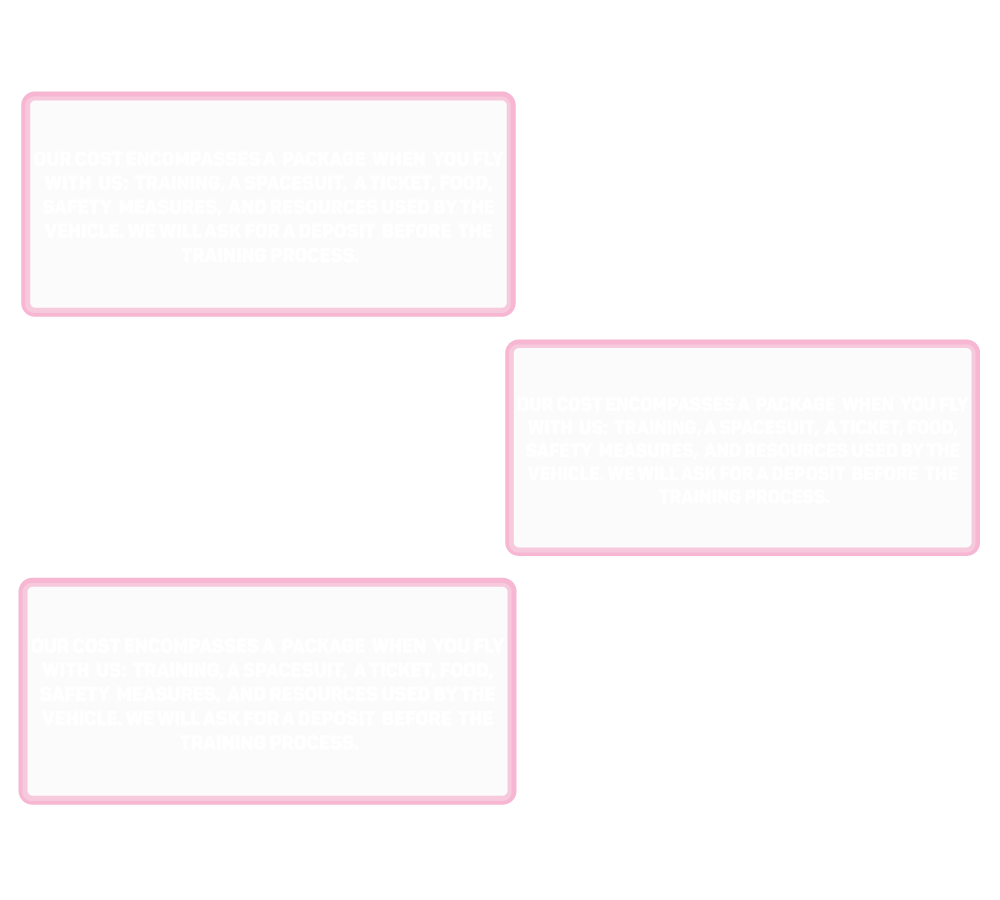 OUR COST ENCOMPASSES A PACKAGE WHEN YOU FLY
WITH US: TRAINING, A SPACESUIT, A TICKET, FOOD,
SAFETY MEASURES, AND RESOURCES USED BY THE
VEHICLE. WE WILL ASK FOR A DEPOSIT BEFORE THE
TRAINING PROCESS.
OUR COST ENCOMPASSES A PACKAGE WHEN YOU FLY
WITH US: TRAINING, A SPACESUIT, A TICKET, FOOD,
SAFETY MEASURES, AND RESOURCES USED BY THE
VEHICLE. WE WILL ASK FOR A DEPOSIT BEFORE THE
TRAINING PROCESS.
OUR COST ENCOMPASSES A PACKAGE WHEN YOU FLY
WITH US: TRAINING, A SPACESUIT, A TICKET, FOOD,
SAFETY MEASURES, AND RESOURCES USED BY THE
VEHICLE. WE WILL ASK FOR A DEPOSIT BEFORE THE
TRAINING PROCESS.